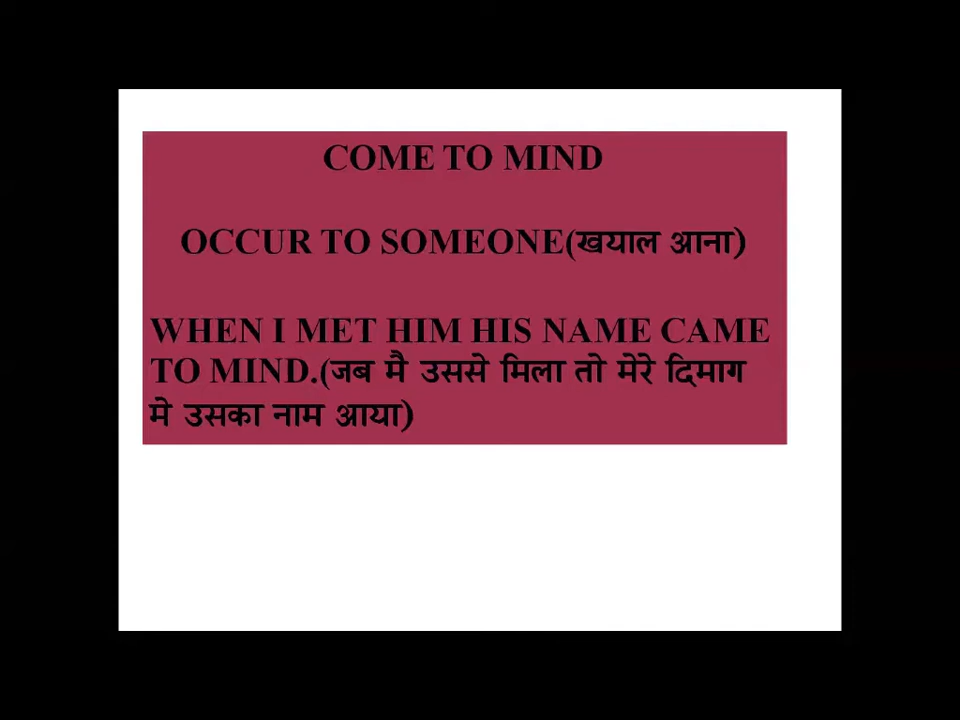 COME TO MIND
OCCUR TO SOMEONE(खयाल आना)
WHEN I MET HIM HIS NAME CAME
TO MIND.(जब मै उससे मिला तो मेरे दिमाग
मे उसका नाम आया)